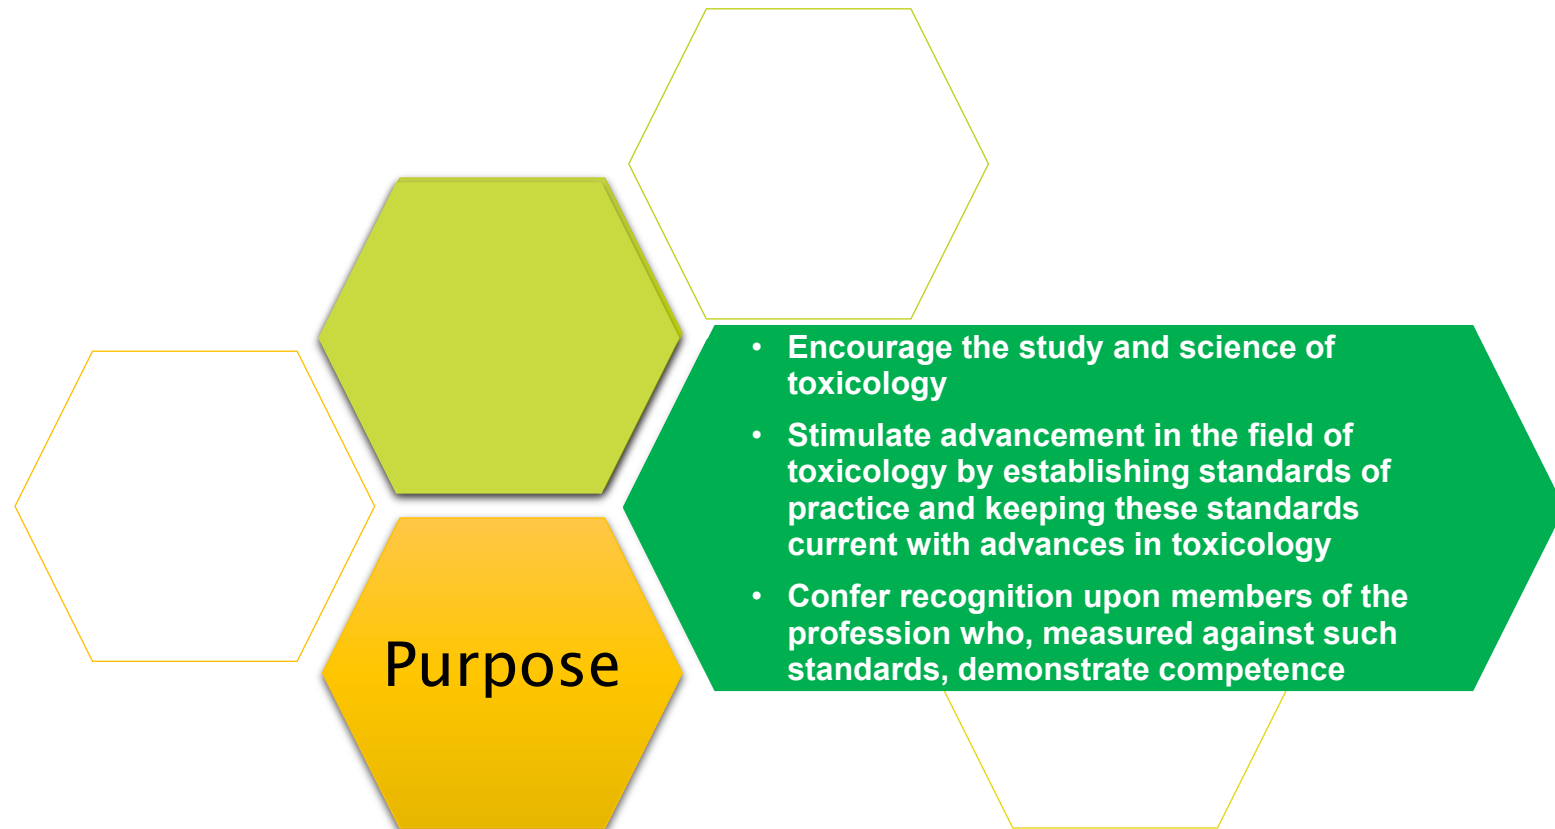 Purpose
• Encourage the study and science of
toxicology
• Stimulate advancement in the field of
toxicology by establishing standards of
practice and keeping these standards
current with advances in toxicology
• Confer recognition upon members of the
profession who, measured against such
standards, demonstrate competence